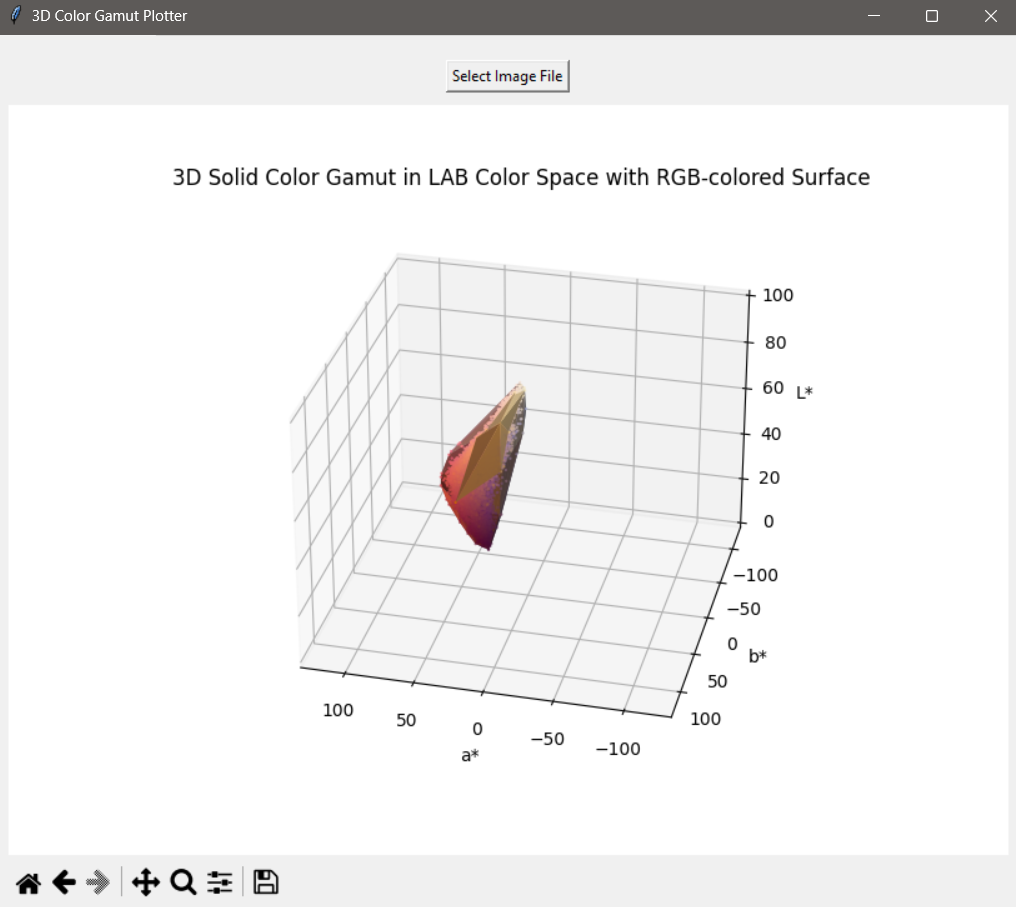 3D Color Gamut Plotter
Select Image File
3D Solid Color Gamut in LAB Color Space with RGB-colored Surface
100
80
60
L*
40
20
0
−100
−50
0
b*
50
100
100
50
0
−50
−100
a*